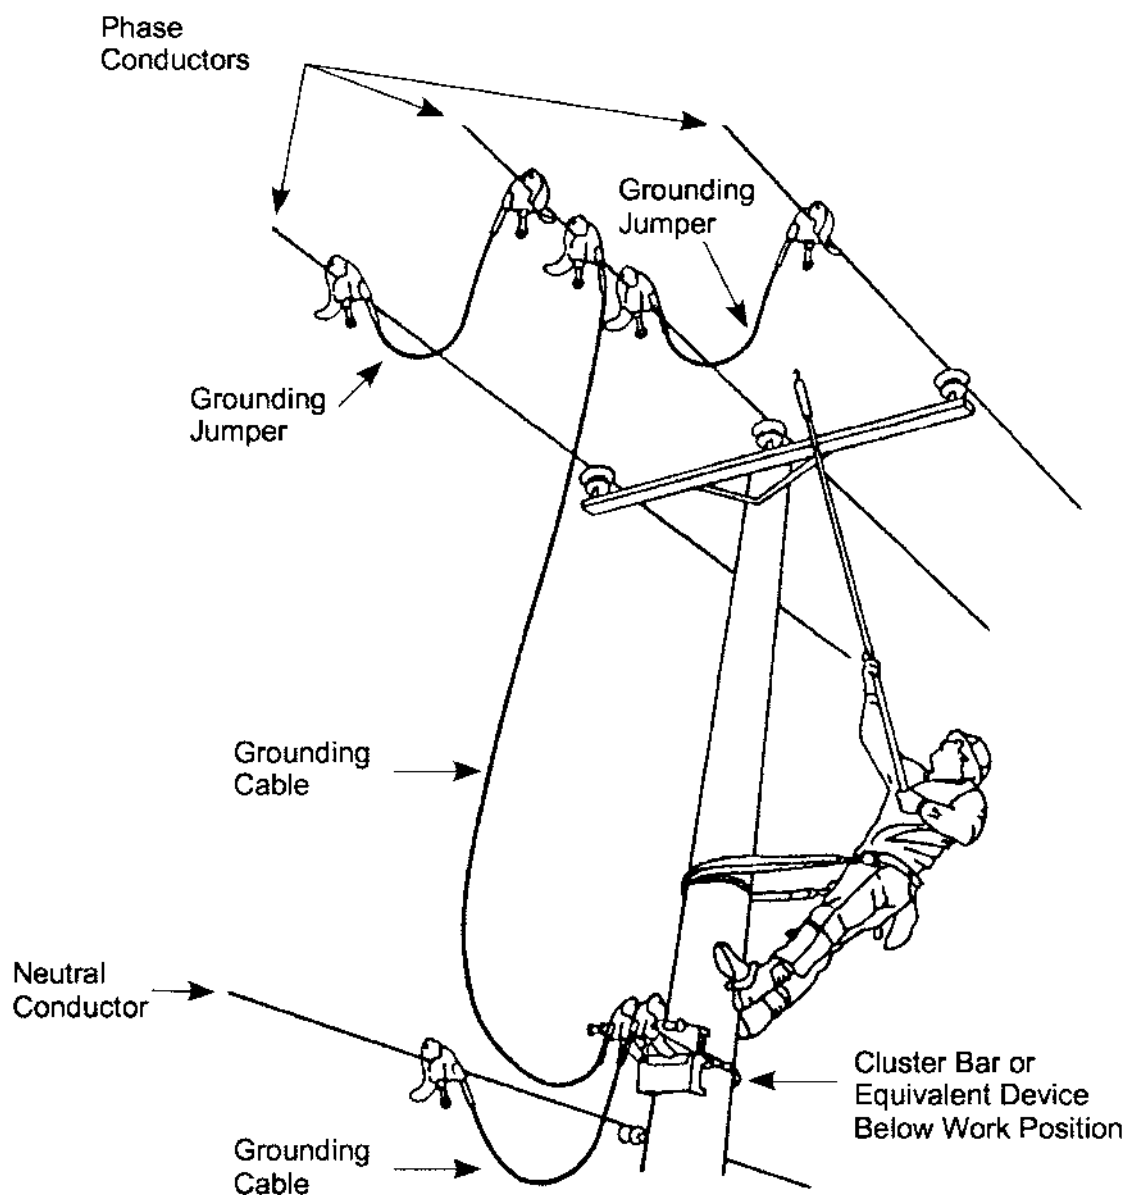 Phase
Conductors
Grounding
Jumper
Grounding
Jumper
Grounding
Cable
Neutral
Conductor
Cluster Bar or
Equivalent Device
Below Work Position
Grounding
Cable